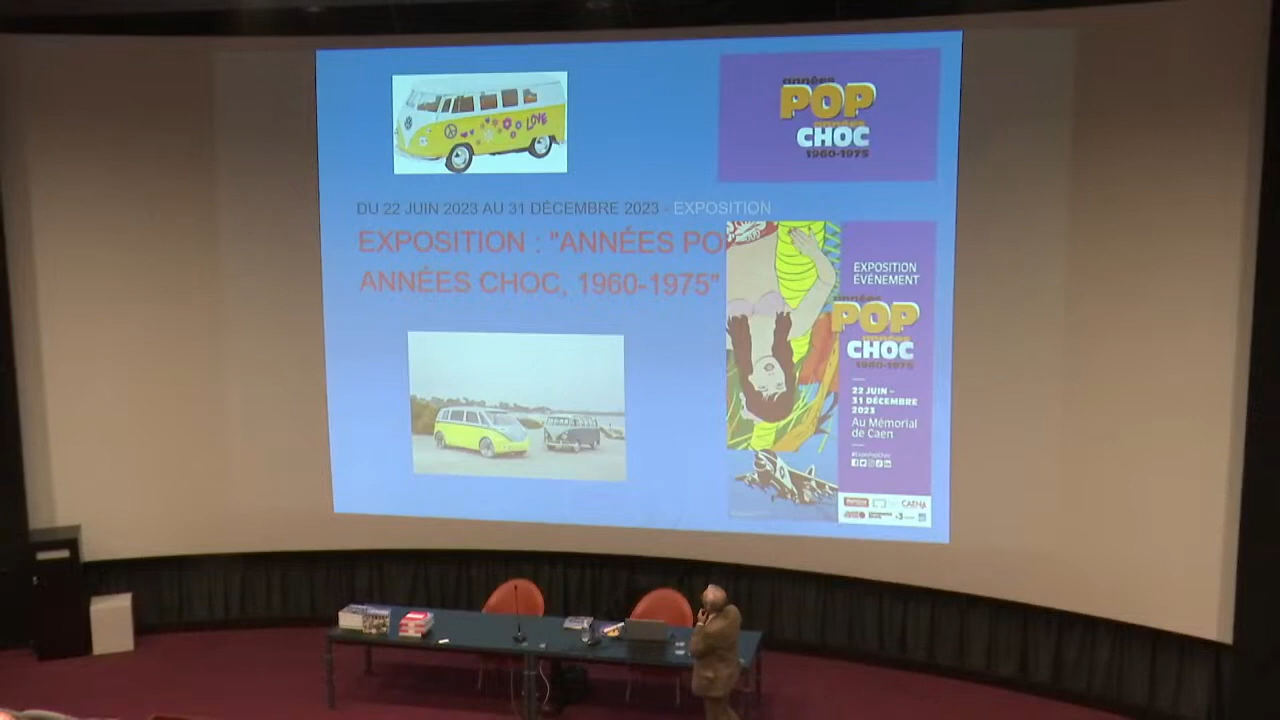 LOVE
années
POP
années
CHOC
1960-1975
DU 22 JUIN 2023 AU 31 DÉCEMBRE 2023 - EXPOSITION
EXPOSITION : "ANNÉES PO
ANNÉES CHOC, 1960-1975"
EXPOSITION
ÉVÉNEMENT
années
POP
années
CHOC
1960-1975
22 JUIN –
31 DÉCEMBRE
2023
Au Mémorial
de Caen
CAEN